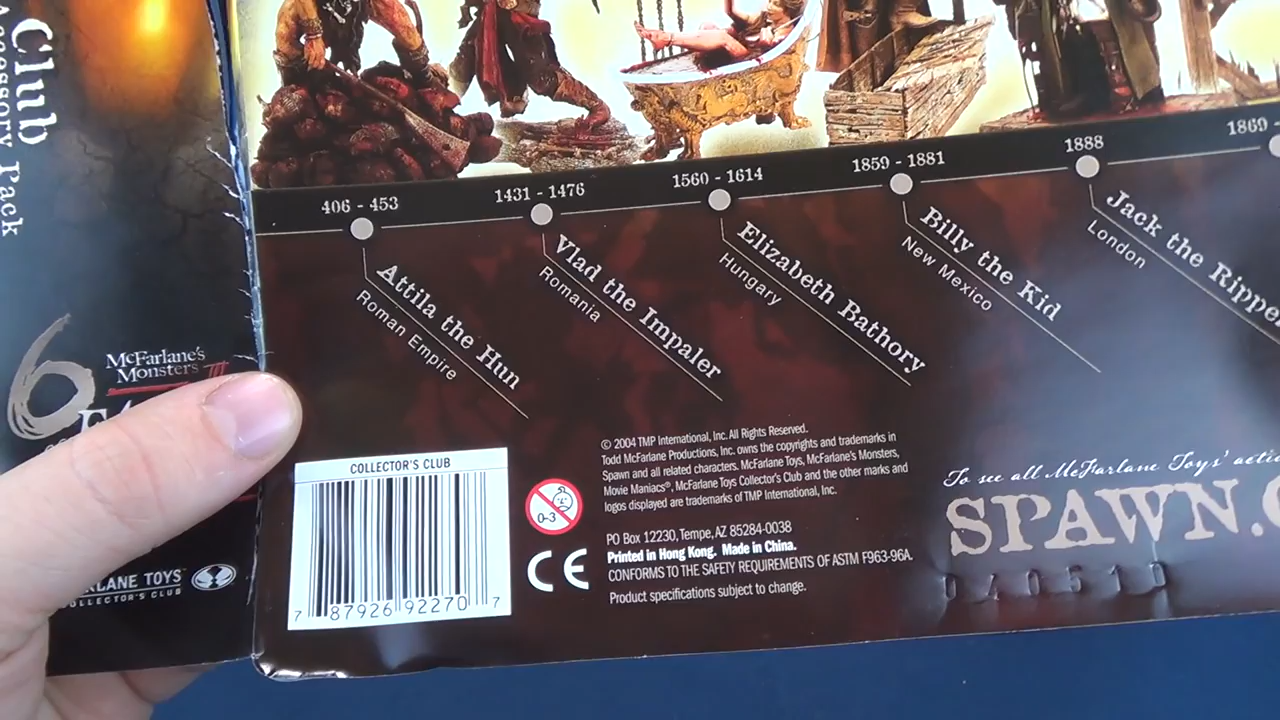 Club
Accessory Pack
6
McFarlane's
Monsters III
TOYS
COLLECTOR'S CLUB
406 - 453
Attila the Hun
Roman Empire
1431 - 1476
Vlad the Impaler
Romania
1560 - 1614
Elizabeth Bathory
Hungary
1859 - 1881
Billy the Kid
New Mexico
1888
Jack the
London
1869 -
COLLECTOR'S CLUB
7 87926 92270 7
0-3
CE
© 2004 TMP International, Inc. All Rights Reserved.
Todd McFarlane Productions, Inc. owns the copyrights and trademarks in
Spawn and all related characters. McFarlane Toys, McFarlane's Monsters,
Movie Maniacs®, McFarlane Toys Collector's Club and the other marks and
logos displayed are trademarks of TMP International, Inc.
PO Box 12230, Tempe, AZ 85284-0038
Printed in Hong Kong. Made in China.
CONFORMS TO THE SAFETY REQUIREMENTS OF ASTM F963-96A.
Product specifications subject to change.
To see all McFarlane Toys'
SPAWN.
040510